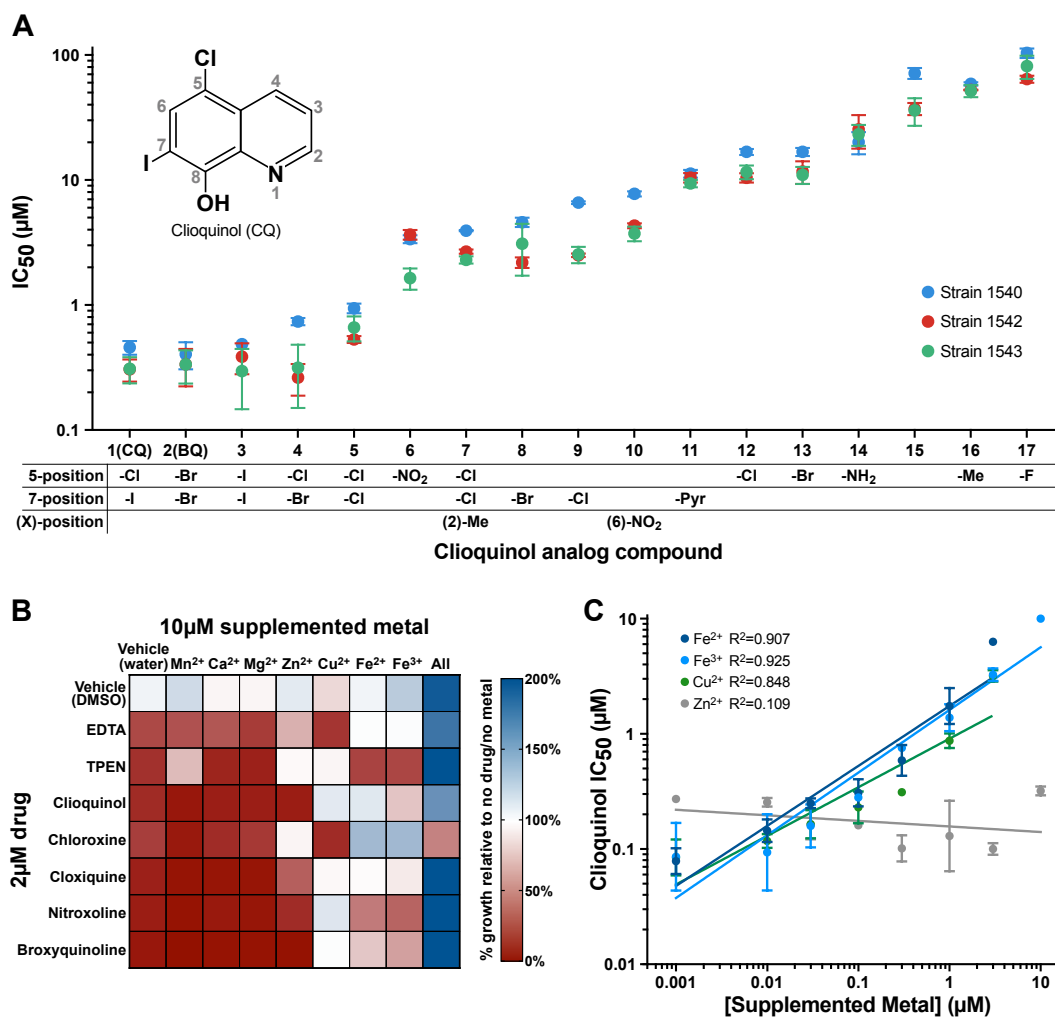 A
IC50 (µM)
100
10
1
0.1
Cl
5
4
6
3
7
2
I
8
N
1
OH
Clioquinol (CQ)
Strain 1540
Strain 1542
Strain 1543
1(CQ) 2(BQ) 3 4 5 6 7 8 9 10 11 12 13 14 15 16 17
5-position -Cl -Br -I -Cl -Cl -NO2 -Cl -Cl -Br -NH2 -Me -F
7-position -I -Br -I -Br -Cl -Cl -Br -Cl -Pyr
(X)-position (2)-Me (6)-NO2
Clioquinol analog compound
B
10µM supplemented metal
Vehicle
(water) Mn2+ Ca2+ Mg2+ Zn2+ Cu2+ Fe2+ Fe3+ All
2µM drug
Vehicle
(DMSO)
EDTA
TPEN
Clioquinol
Chloroxine
Cloxiquine
Nitroxoline
Broxyquinoline
% growth relative to no drug/no metal
200%
150%
100%
50%
0%
C
Clioquinol IC50 (µM)
10
1
0.1
0.01
Fe2+ R2=0.907
Fe3+ R2=0.925
Cu2+ R2=0.848
Zn2+ R2=0.109
0.001 0.01 0.1 1 10
[Supplemented Metal] (µM)